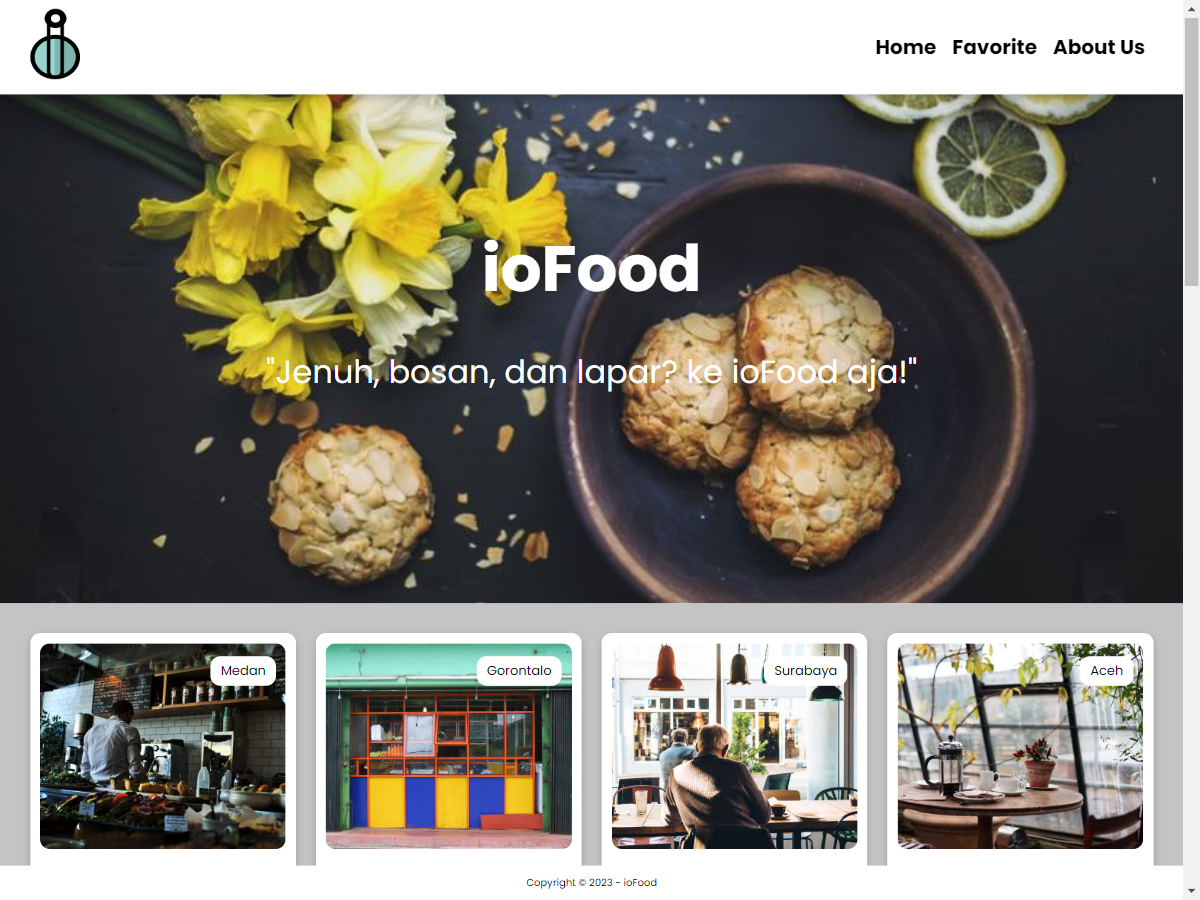 Home Favorite About Us
ioFood
"Jenuh, bosan, dan lapar? ke ioFood aja!"
Medan
Gorontalo
Surabaya
Aceh
Copyright © 2023 - ioFood